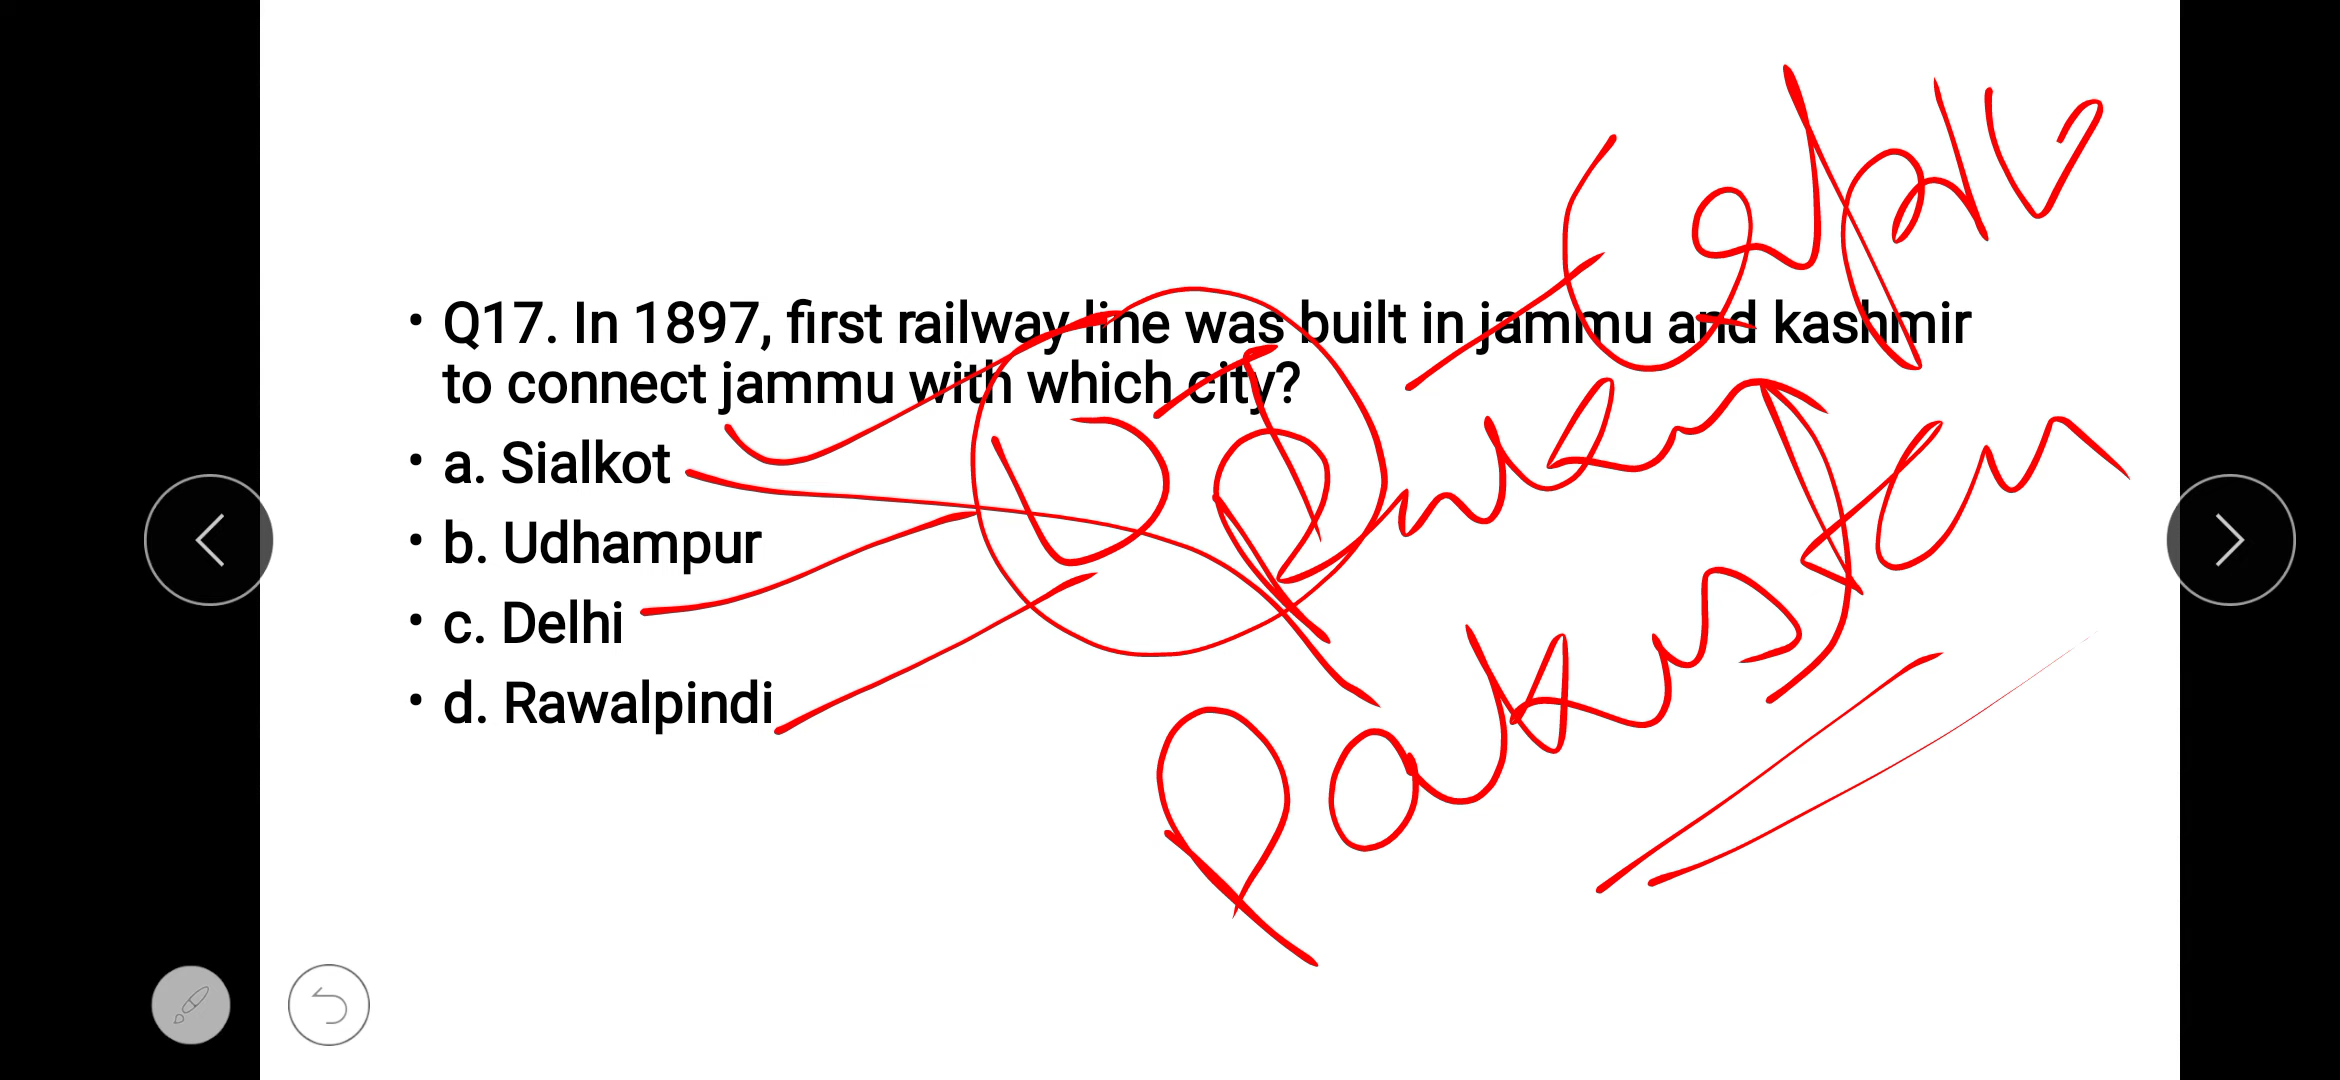 • Q17. In 1897, first railway line was built in jammu and kashmir
to connect jammu with which city?
• a. Sialkot
• b. Udhampur
• c. Delhi
• d. Rawalpindi
Pakistan